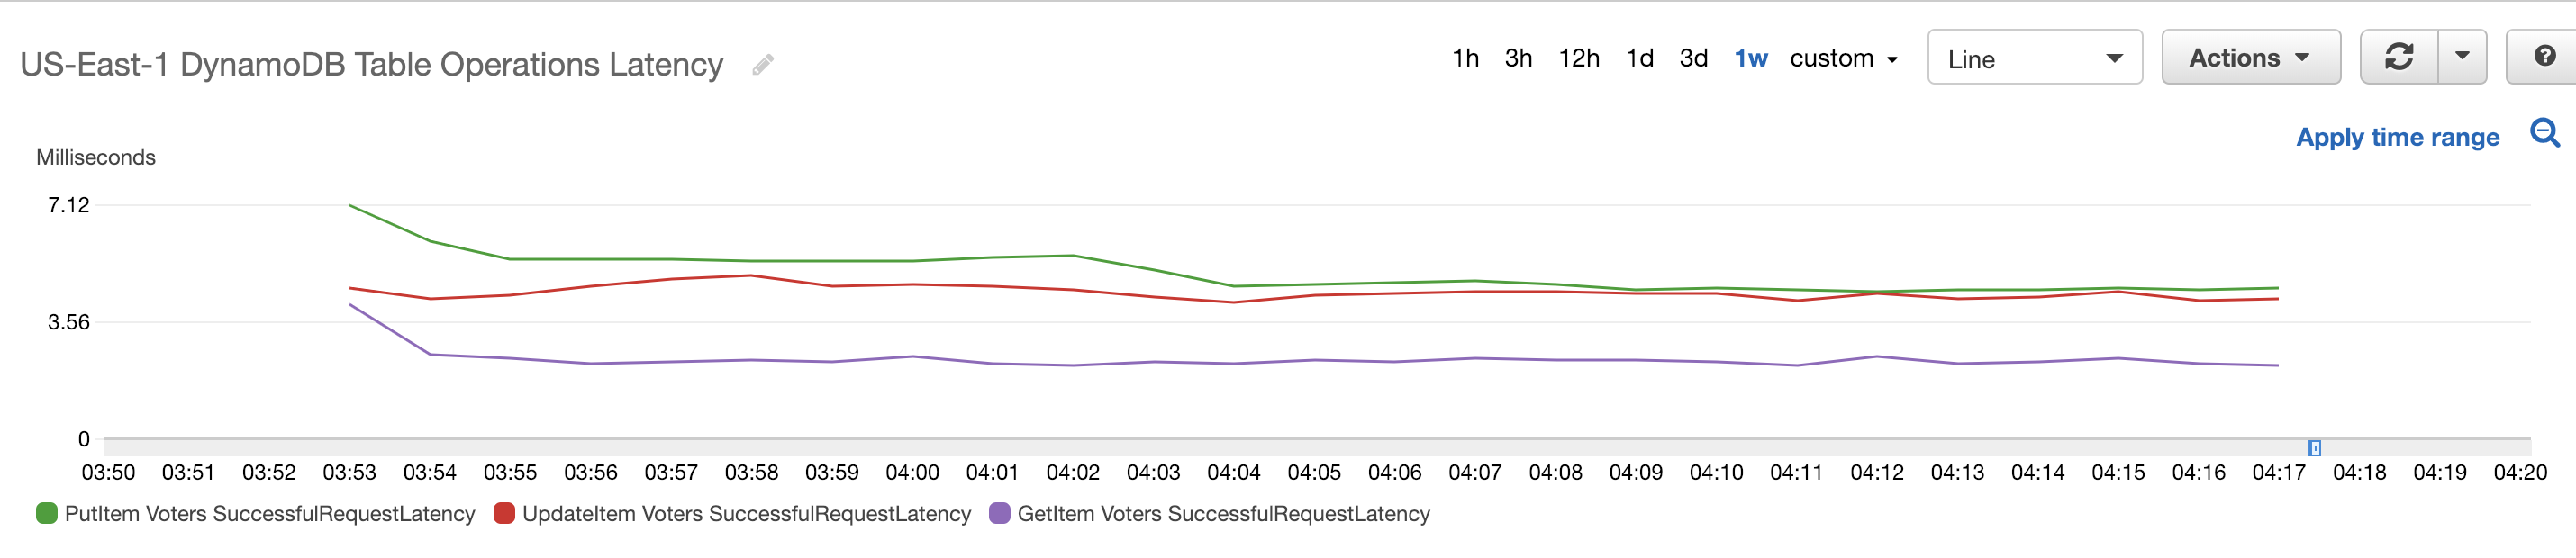 US-East-1 DynamoDB Table Operations Latency
1h 3h 12h 1d 3d 1w custom Line Actions ?
Apply time range
Milliseconds
7.12
3.56
0
03:50 03:51 03:52 03:53 03:54 03:55 03:56 03:57 03:58 03:59 04:00 04:01 04:02 04:03 04:04 04:05 04:06 04:07 04:08 04:09 04:10 04:11 04:12 04:13 04:14 04:15 04:16 04:17 04:18 04:19 04:20
PutItem Voters SuccessfulRequestLatency UpdateItem Voters SuccessfulRequestLatency GetItem Voters SuccessfulRequestLatency